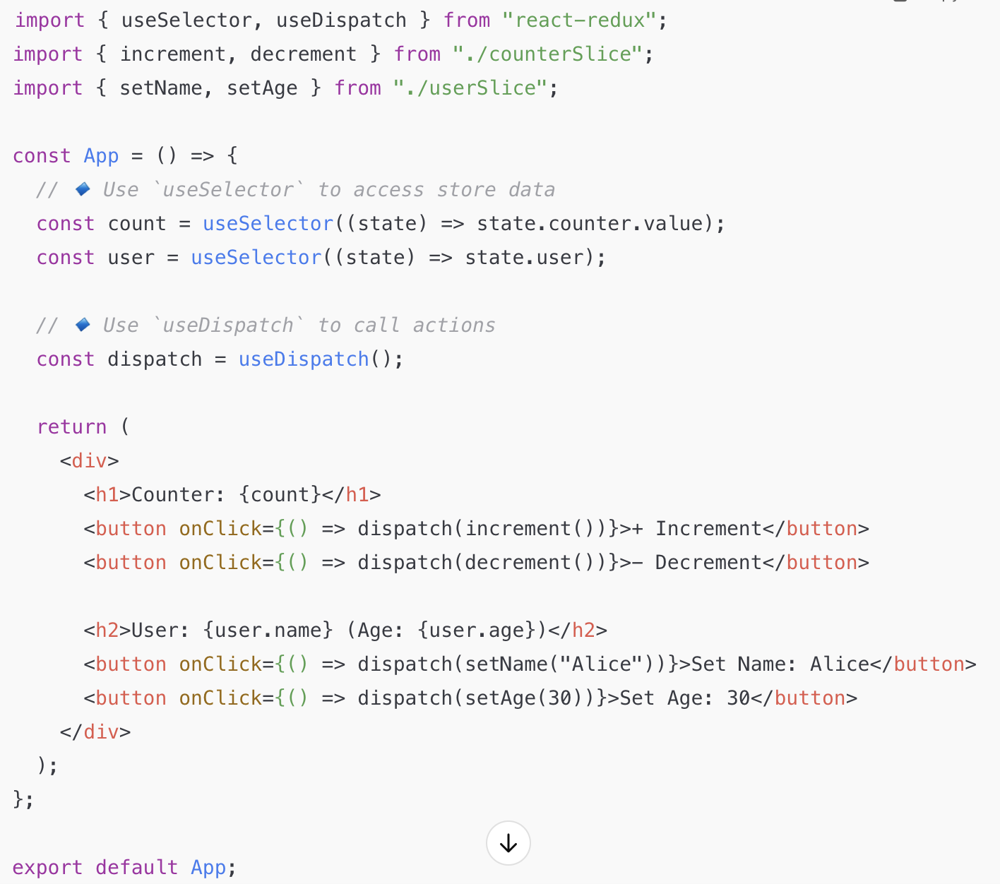 import { useSelector, useDispatch } from "react-redux";
import { increment, decrement } from "./counterSlice";
import { setName, setAge } from "./userSlice";
const App = () => {
  // 🔹 Use `useSelector` to access store data
  const count = useSelector((state) => state.counter.value);
  const user = useSelector((state) => state.user);
  // 🔹 Use `useDispatch` to call actions
  const dispatch = useDispatch();
  return (
    <div>
      <h1>Counter: {count}</h1>
      <button onClick={() => dispatch(increment())}>+ Increment</button>
      <button onClick={() => dispatch(decrement())}>- Decrement</button>
      <h2>User: {user.name} (Age: {user.age})</h2>
      <button onClick={() => dispatch(setName("Alice"))}>Set Name: Alice</button>
      <button onClick={() => dispatch(setAge(30))}>Set Age: 30</button>
    </div>
  );
};
export default App;